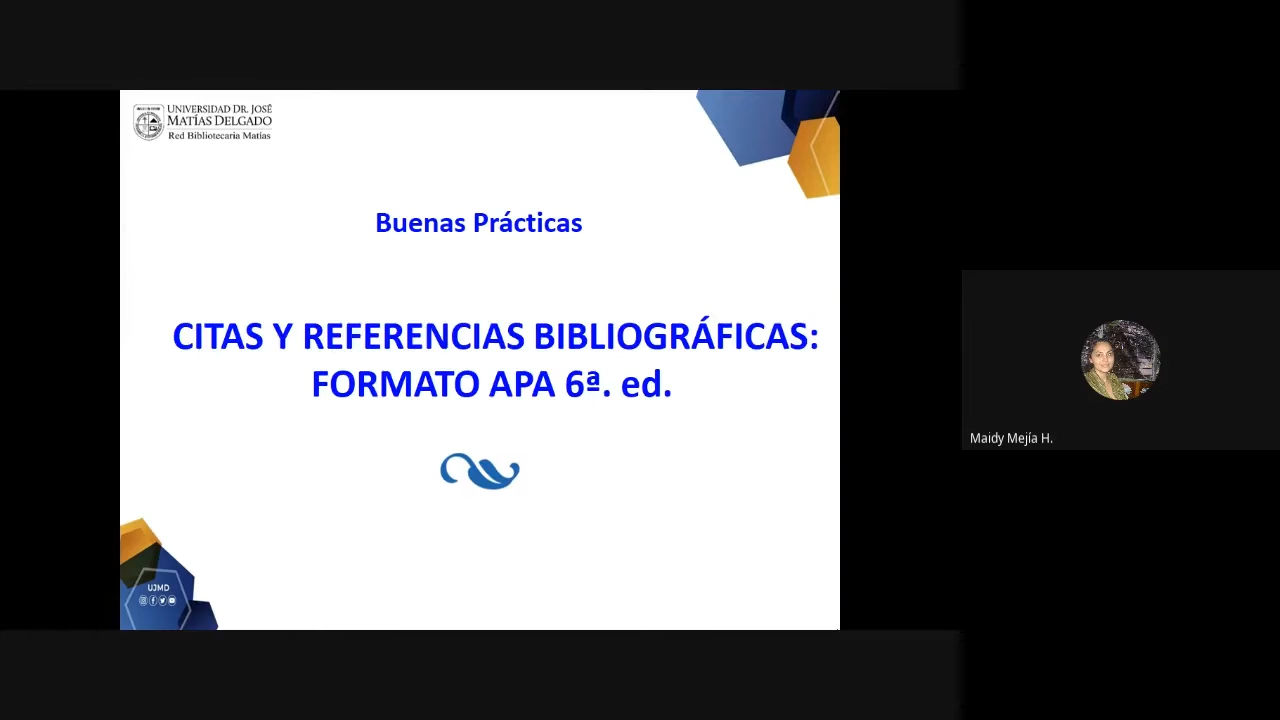 UNIVERSIDAD DR. JOSÉ
MATÍAS DELGADO
Red Bibliotecaria Matías
Buenas Prácticas
CITAS Y REFERENCIAS BIBLIOGRÁFICAS:
FORMATO APA 6ª. ed.
Maidy Mejía H.
UJMD